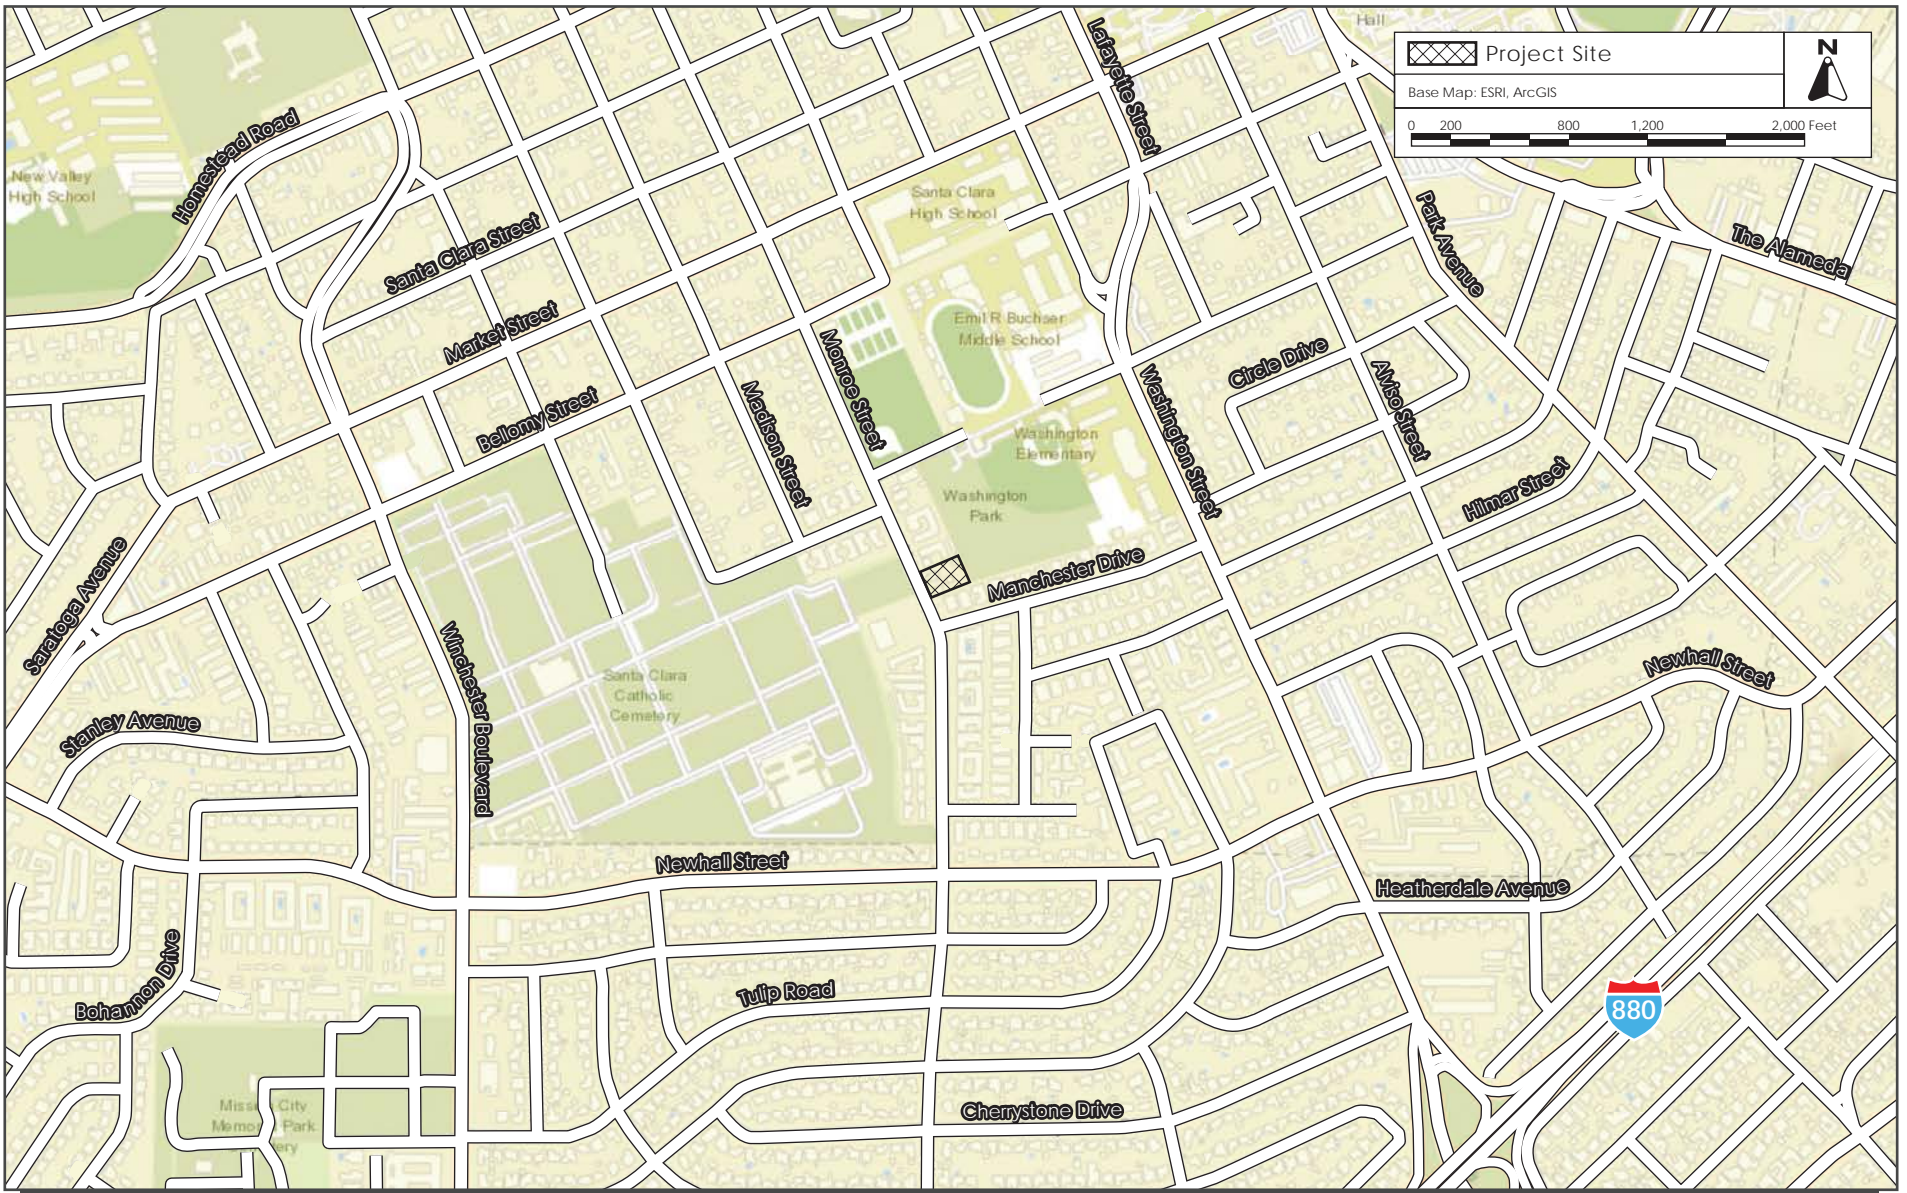 Hall
Project Site
N
Base Map: ESRI, ArcGIS
0 200 800 1,200 2,000 Feet
Lafayette Street
Homestead Road
New Valley
High School
Santa Clara
High School
Park Avenue
The Alameda
Santa Clara Street
Market Street
Emil R Buchser
Middle School
Monroe Street
Circle Drive
Alviso Street
Washington Street
Madison Street
Bellomy Street
Washington
Elementary
Hilmar Street
Washington
Park
Saratoga Avenue
Manchester Drive
Winchester Boulevard
Santa Clara
Catholic
Cemetery
Newhall Street
Stanley Avenue
Newhall Street
Heatherdale Avenue
Bohannon Drive
Tulip Road
880
Cherrystone Drive
City
Park